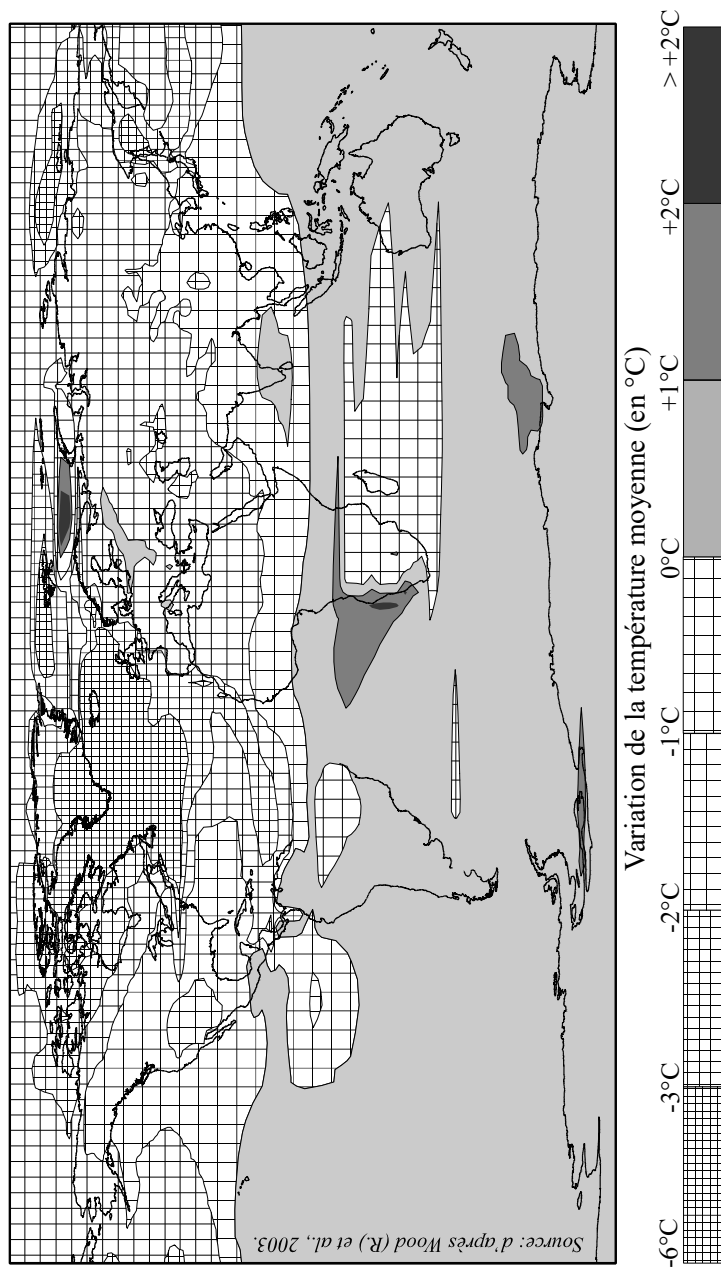 Source: d'après Wood (R.) et al., 2003.
Variation de la température moyenne (en °C)
-6°C -3°C -2°C -1°C 0°C +1°C +2°C > +2°C